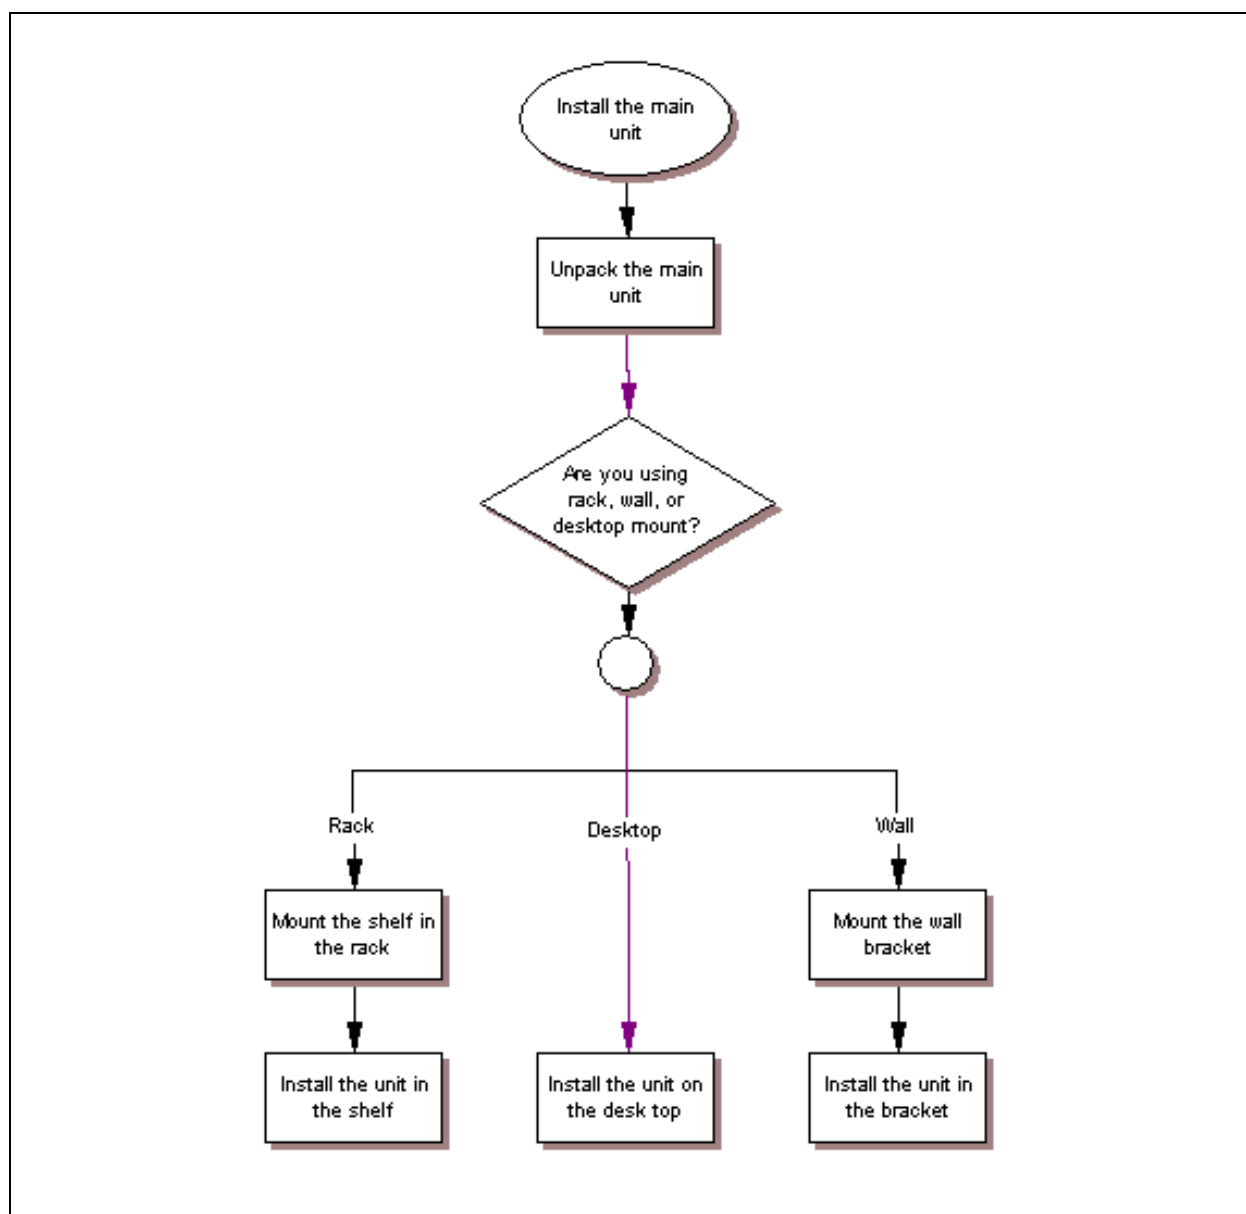 Install the main
unit
Unpack the main
unit
Are you using
rack, wall, or
desktop mount?
Rack
Desktop
Wall
Mount the shelf in
the rack
Mount the wall
bracket
Install the unit in
the shelf
Install the unit on
the desk top
Install the unit in
the bracket